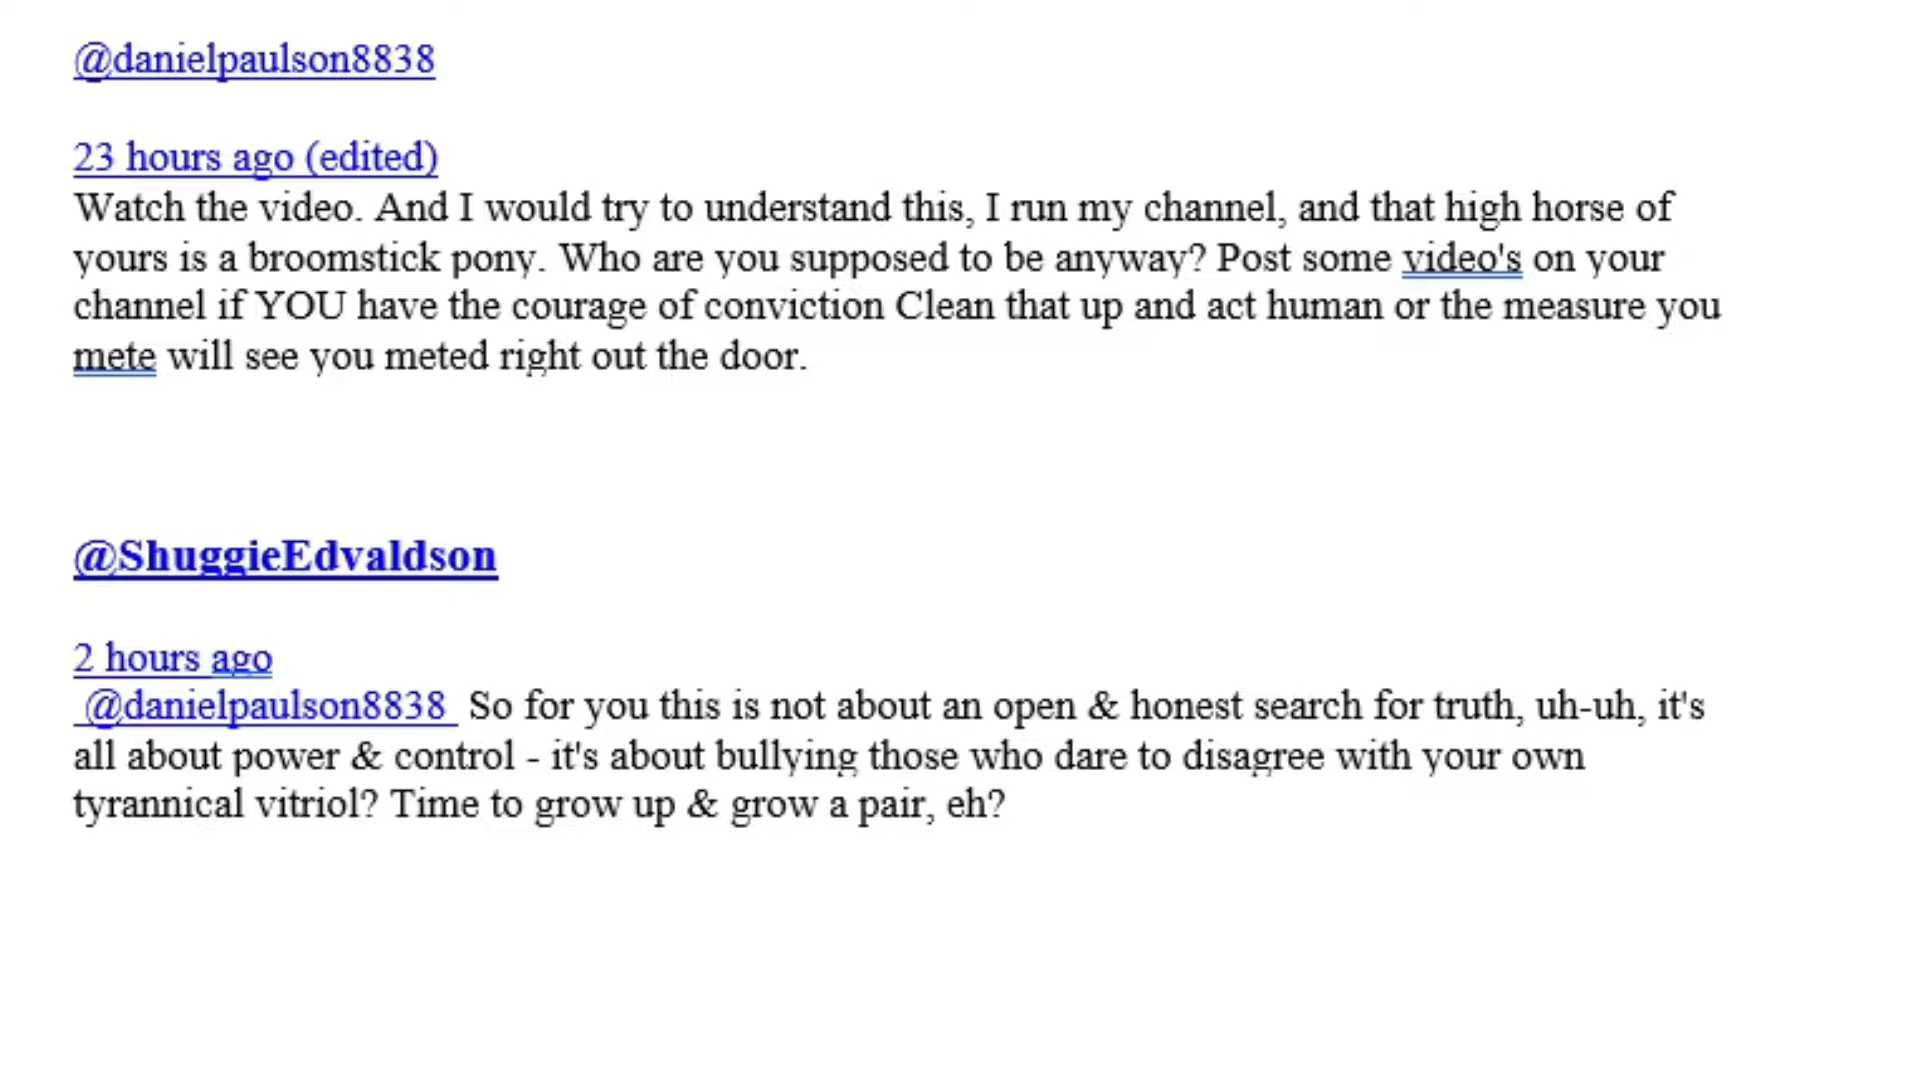 @danielpaulson8838
23 hours ago (edited)
Watch the video. And I would try to understand this, I run my channel, and that high horse of
yours is a broomstick pony. Who are you supposed to be anyway? Post some video's on your
channel if YOU have the courage of conviction Clean that up and act human or the measure you
mete will see you meted right out the door.
@ShuggieEdvaldson
2 hours ago
@danielpaulson8838 So for you this is not about an open & honest search for truth, uh-uh, it's
all about power & control - it's about bullying those who dare to disagree with your own
tyrannical vitriol? Time to grow up & grow a pair, eh?